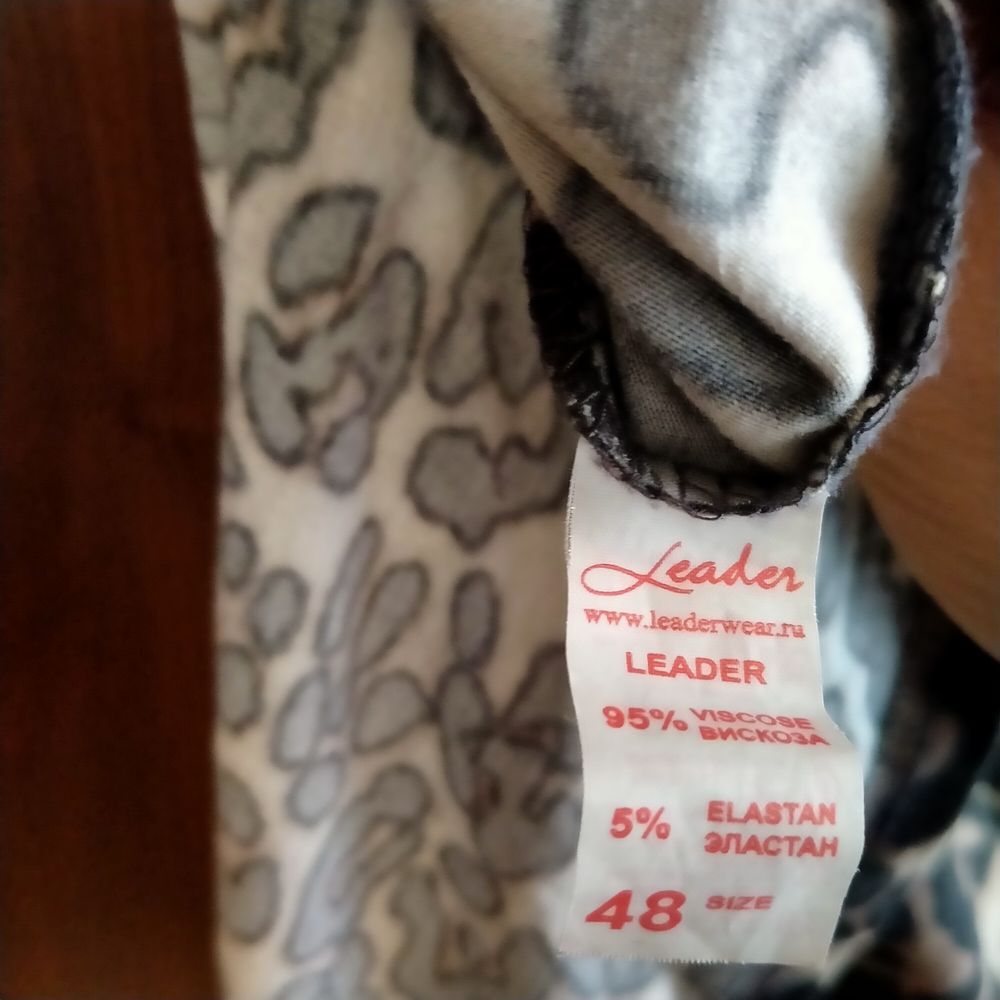 Leader
www.leaderwear.ru
LEADER
95% VISCOSE
ВИСКОЗА
5% ELASTAN
ЭЛАСТАН
48 SIZE